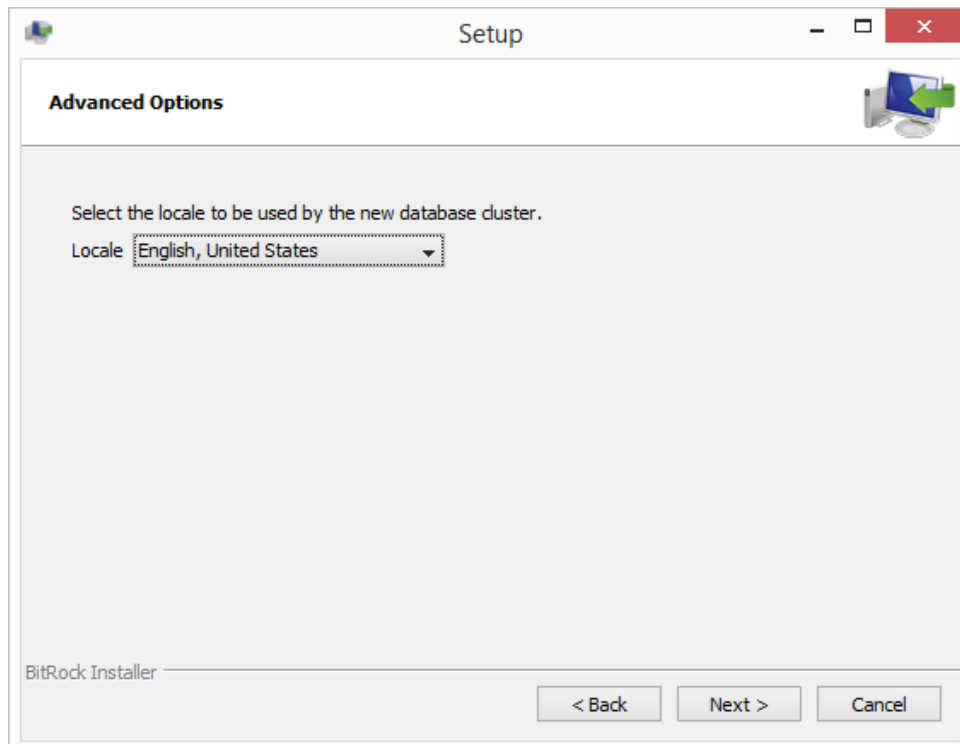 Setup
Advanced Options
Select the locale to be used by the new database cluster.
Locale English, United States
BitRock Installer
< Back Next > Cancel